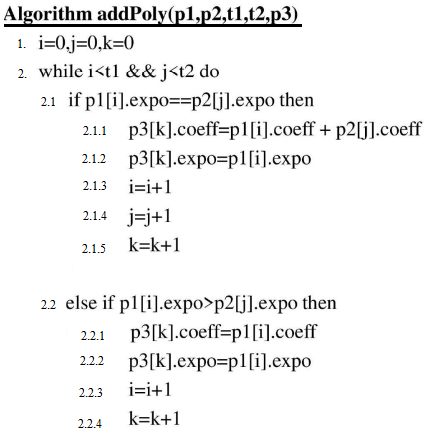 Algorithm addPoly(p1,p2,t1,t2,p3)
1. i=0,j=0,k=0
2. while i<t1 && j<t2 do
2.1 if p1[i].expo==p2[j].expo then
2.1.1 p3[k].coeff=p1[i].coeff + p2[j].coeff
2.1.2 p3[k].expo=p1[i].expo
2.1.3 i=i+1
2.1.4 j=j+1
2.1.5 k=k+1
2.2 else if p1[i].expo>p2[j].expo then
2.2.1 p3[k].coeff=p1[i].coeff
2.2.2 p3[k].expo=p1[i].expo
2.2.3 i=i+1
2.2.4 k=k+1